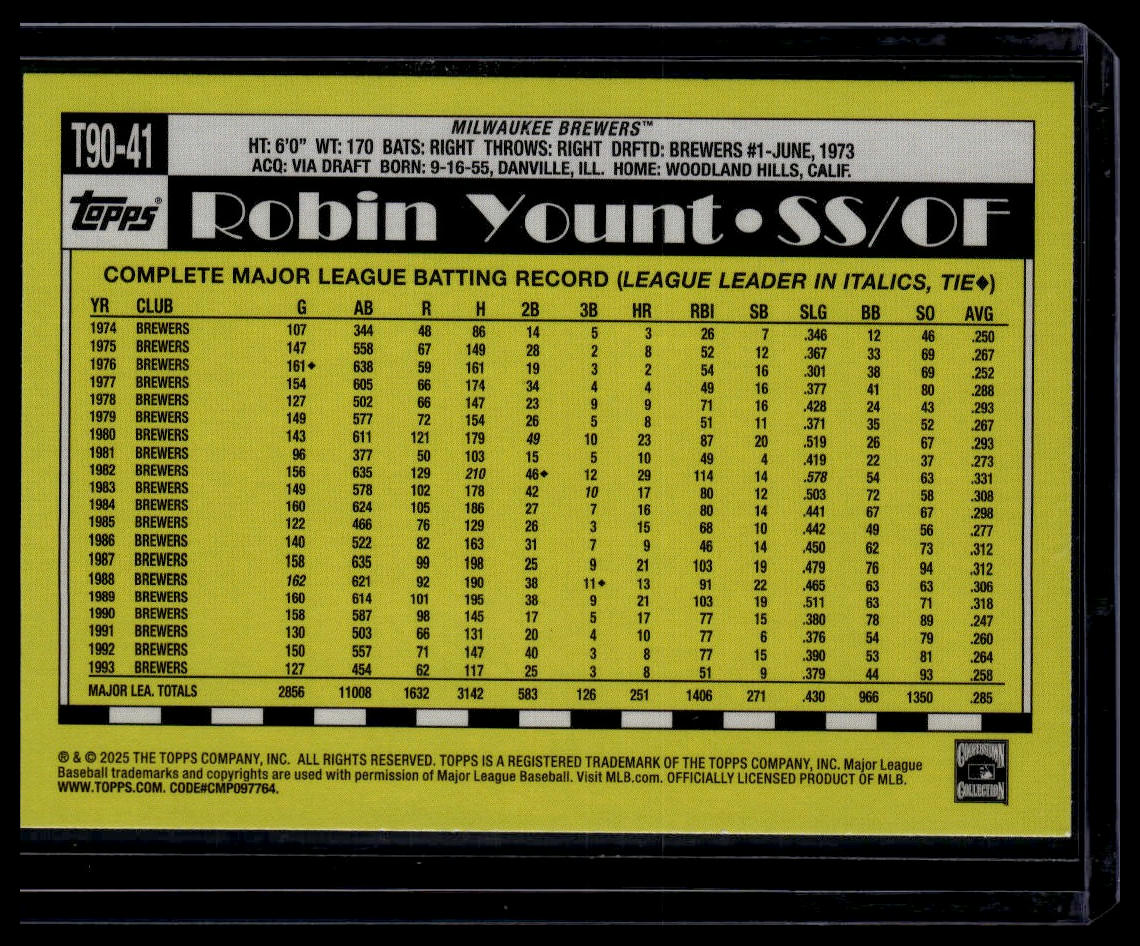 T90-41
MILWAUKEE BREWERS™
HT: 6'0" WT: 170 BATS: RIGHT THROWS: RIGHT DRFTD: BREWERS #1-JUNE, 1973
ACQ: VIA DRAFT BORN: 9-16-55, DANVILLE, ILL. HOME: WOODLAND HILLS, CALIF.
topps®
Robin Yount • SS/OF
COMPLETE MAJOR LEAGUE BATTING RECORD (LEAGUE LEADER IN ITALICS, TIE◆)
YR CLUB G AB R H 2B 3B HR RBI SB SLG BB SO AVG
1974 BREWERS 107 344 48 86 14 5 3 26 7 .346 12 46 .250
1975 BREWERS 147 558 67 149 28 2 8 52 12 .367 33 69 .267
1976 BREWERS 161◆ 638 59 161 19 3 2 54 16 .301 38 69 .252
1977 BREWERS 154 605 66 174 34 4 4 49 16 .377 41 80 .288
1978 BREWERS 127 502 66 147 23 9 9 71 16 .428 24 43 .293
1979 BREWERS 149 577 72 154 26 5 8 51 11 .371 35 52 .267
1980 BREWERS 143 611 121 179 49 10 23 87 20 .519 26 67 .293
1981 BREWERS 96 377 50 103 15 5 10 49 4 .419 22 37 .273
1982 BREWERS 156 635 129 210 46◆ 12 29 114 14 .578 54 63 .331
1983 BREWERS 149 578 102 178 42 10 17 80 12 .503 72 58 .308
1984 BREWERS 160 624 105 186 27 7 16 80 14 .441 67 67 .298
1985 BREWERS 122 466 76 129 26 3 15 68 10 .442 49 56 .277
1986 BREWERS 140 522 82 163 31 7 9 46 14 .450 62 73 .312
1987 BREWERS 158 635 99 198 25 9 21 103 19 .479 76 94 .312
1988 BREWERS 162 621 92 190 38 11◆ 13 91 22 .465 63 63 .306
1989 BREWERS 160 614 101 195 38 9 21 103 19 .511 63 71 .318
1990 BREWERS 158 587 98 145 17 5 17 77 15 .380 78 89 .247
1991 BREWERS 130 503 66 131 20 4 10 77 6 .376 54 79 .260
1992 BREWERS 150 557 71 147 40 3 8 77 15 .390 53 81 .264
1993 BREWERS 127 454 62 117 25 3 8 51 9 .379 44 93 .258
MAJOR LEA. TOTALS 2856 11008 1632 3142 583 126 251 1406 271 .430 966 1350 .285
® & © 2025 THE TOPPS COMPANY, INC. ALL RIGHTS RESERVED. TOPPS IS A REGISTERED TRADEMARK OF THE TOPPS COMPANY, INC. Major League
Baseball trademarks and copyrights are used with permission of Major League Baseball. Visit MLB.com. OFFICIALLY LICENSED PRODUCT OF MLB.
WWW.TOPPS.COM. CODE#CMP097764.
COOPERSTOWN
COLLECTION